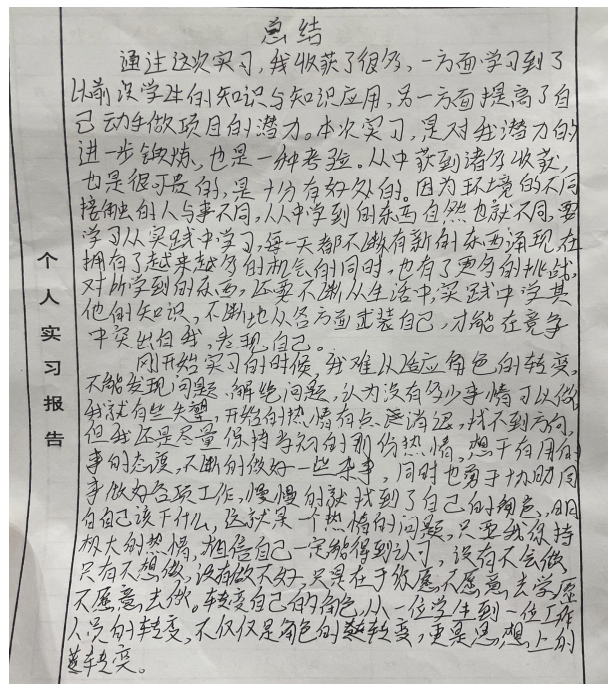 个人实习报告
总结
通过这次实习,我收获了很多,一方面学习到了
以前没学过的知识与知识应用,另一方面提高了自
己动手做项目的潜力。本次实习,是对我潜力的
进一步锻炼,也是一种考验。从中获到诸多收获,
也是很可贵的,是十分有好处的。因为环境的不同,
接触的人与事不同,从中学到的东西自然也就不同,要
学习从实践中学习,每一天都不断有新的东西涌现,在
拥有了越来越多的机会的同时,也有了更多的挑战,
对所学到的东西,还要不断从生活中,实践中学其
他的知识,不断地从各方面武装自己,才能在竞争
中突出自我,表现自己。
刚开始实习的时候,我难以适应角色的转变,
不能发现问题、解绝问题,认为没有多少事情可以做,
我就有些失望,开始的热情有点消退,找不到方向,
但我还是尽量保持当初的那份热情,想干有用的
事的态度,不断的做好一些杂事,同时也勇于协助同
事做好各项工作,慢慢的就找到了自己的角色,明
白自己该干什么,这就是一个热情的问题,只要我保持
极大的热情,相信自己一定能得到认可,没有不会做,
只有不想做,没有做不好,只是在于你愿不愿意去学,愿
不愿意去做。转变自己的角色,从一位学生到一位工作
人员的转变,不仅仅是角色的转变,更是思想上的
转变。